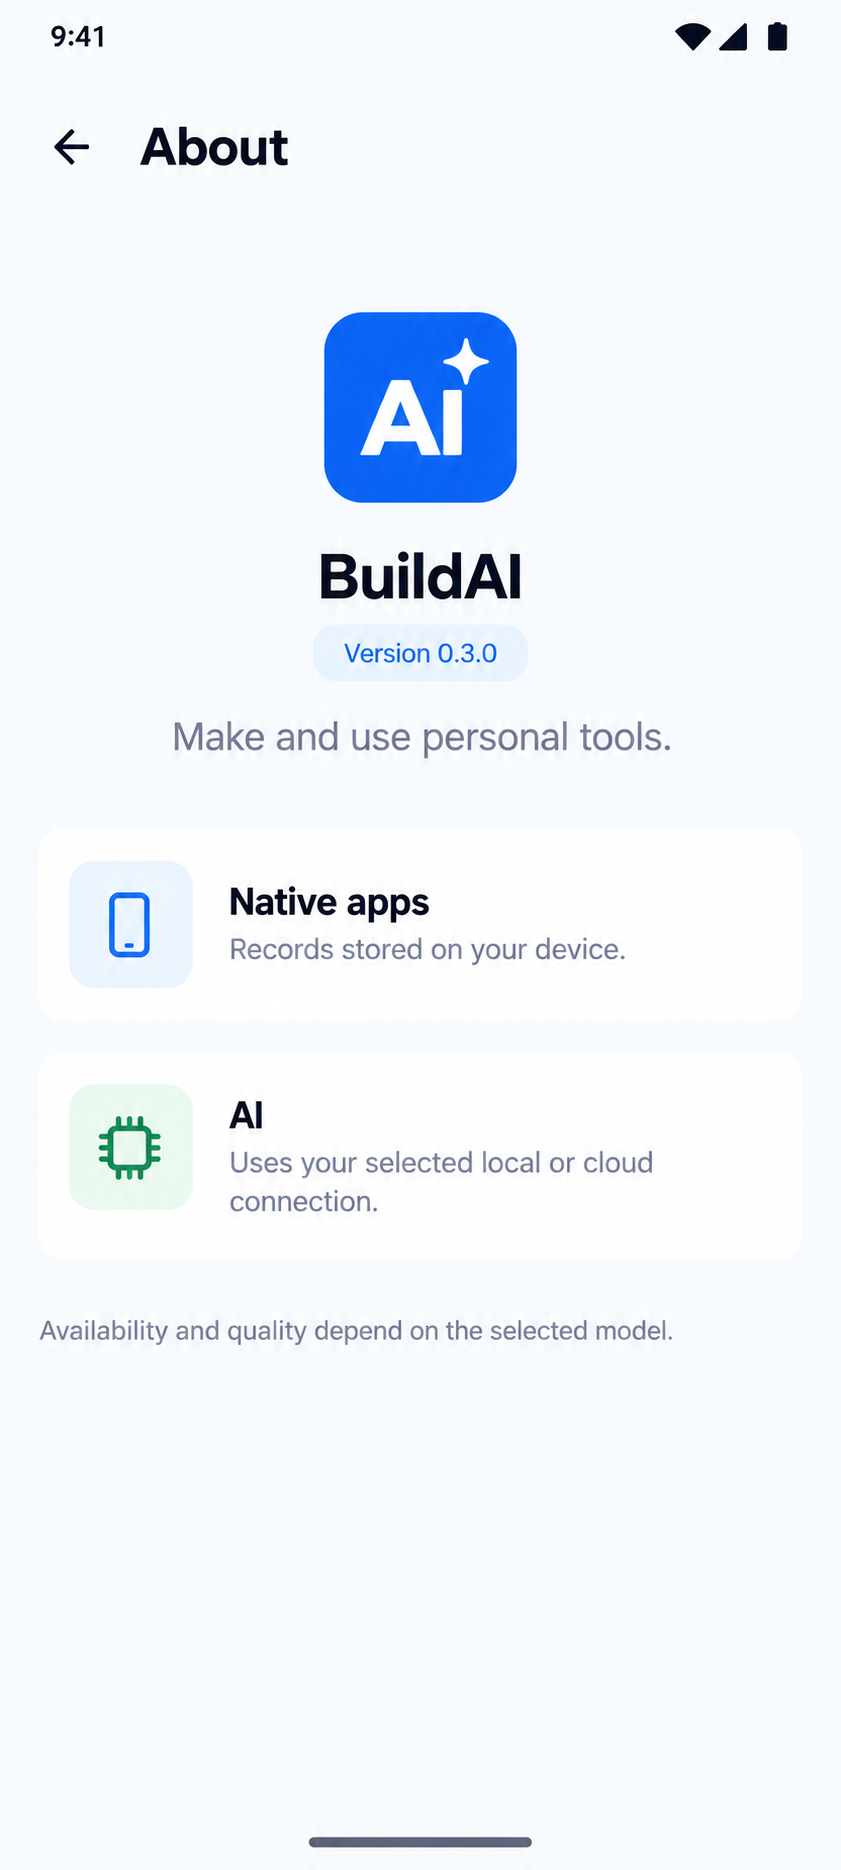 9:41
About
AI
BuildAI
Version 0.3.0
Make and use personal tools.
Native apps
Records stored on your device.
AI
Uses your selected local or cloud
connection.
Availability and quality depend on the selected model.